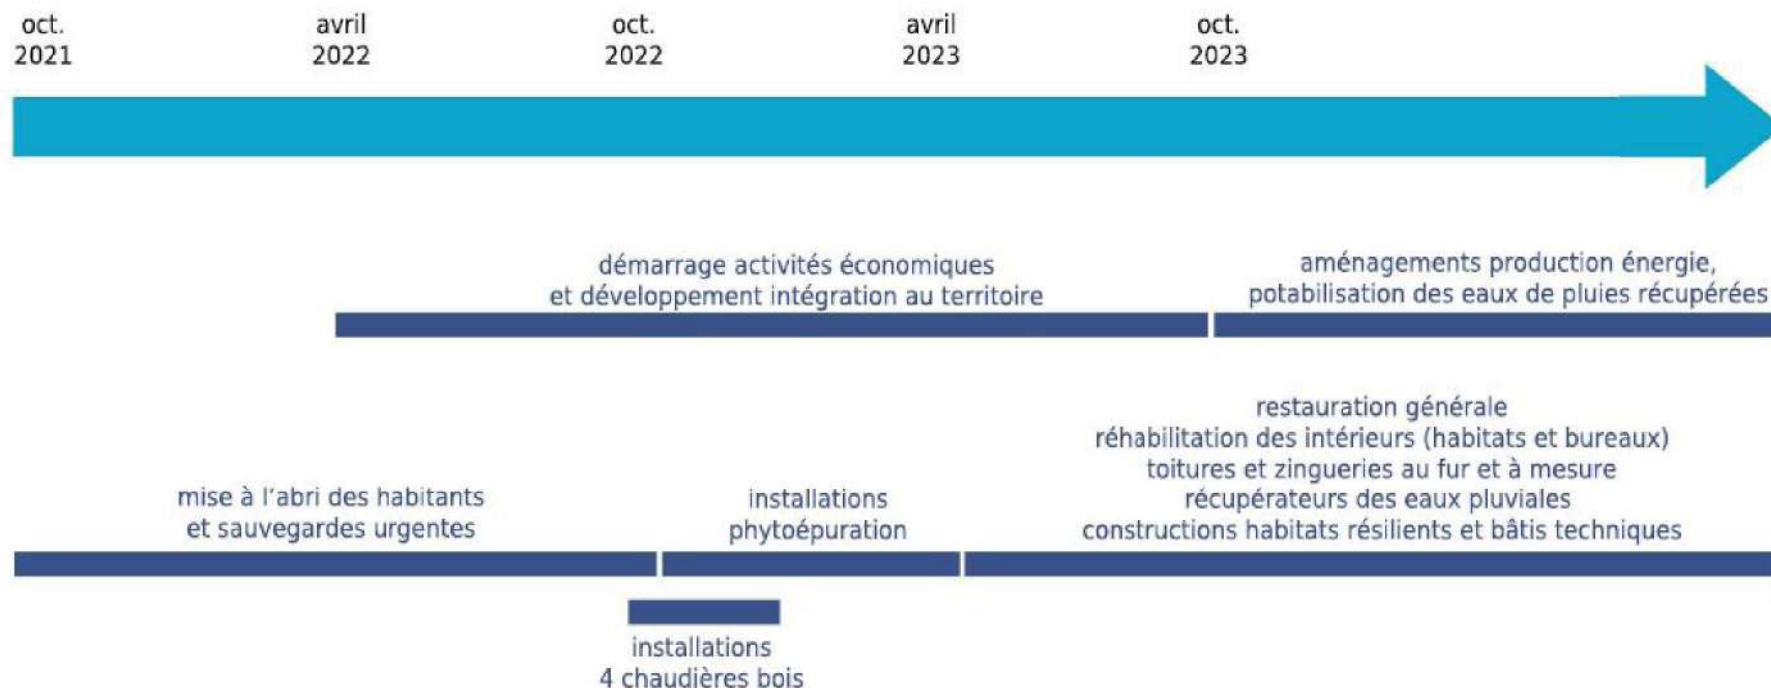 oct.
2021
avril
2022
oct.
2022
avril
2023
oct.
2023
démarrage activités économiques
et développement intégration au territoire
aménagements production énergie,
potabilisation des eaux de pluies récupérées
restauration générale
réhabilitation des intérieurs (habitats et bureaux)
toitures et zingueries au fur et à mesure
récupérateurs des eaux pluviales
constructions habitats résilients et bâtis techniques
mise à l'abri des habitants
et sauvegardes urgentes
installations
phytoépuration
installations
4 chaudières bois